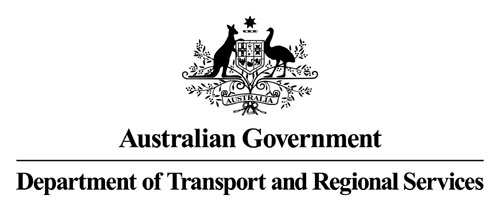 AUSTRALIA
Australian Government
Department of Transport and Regional Services